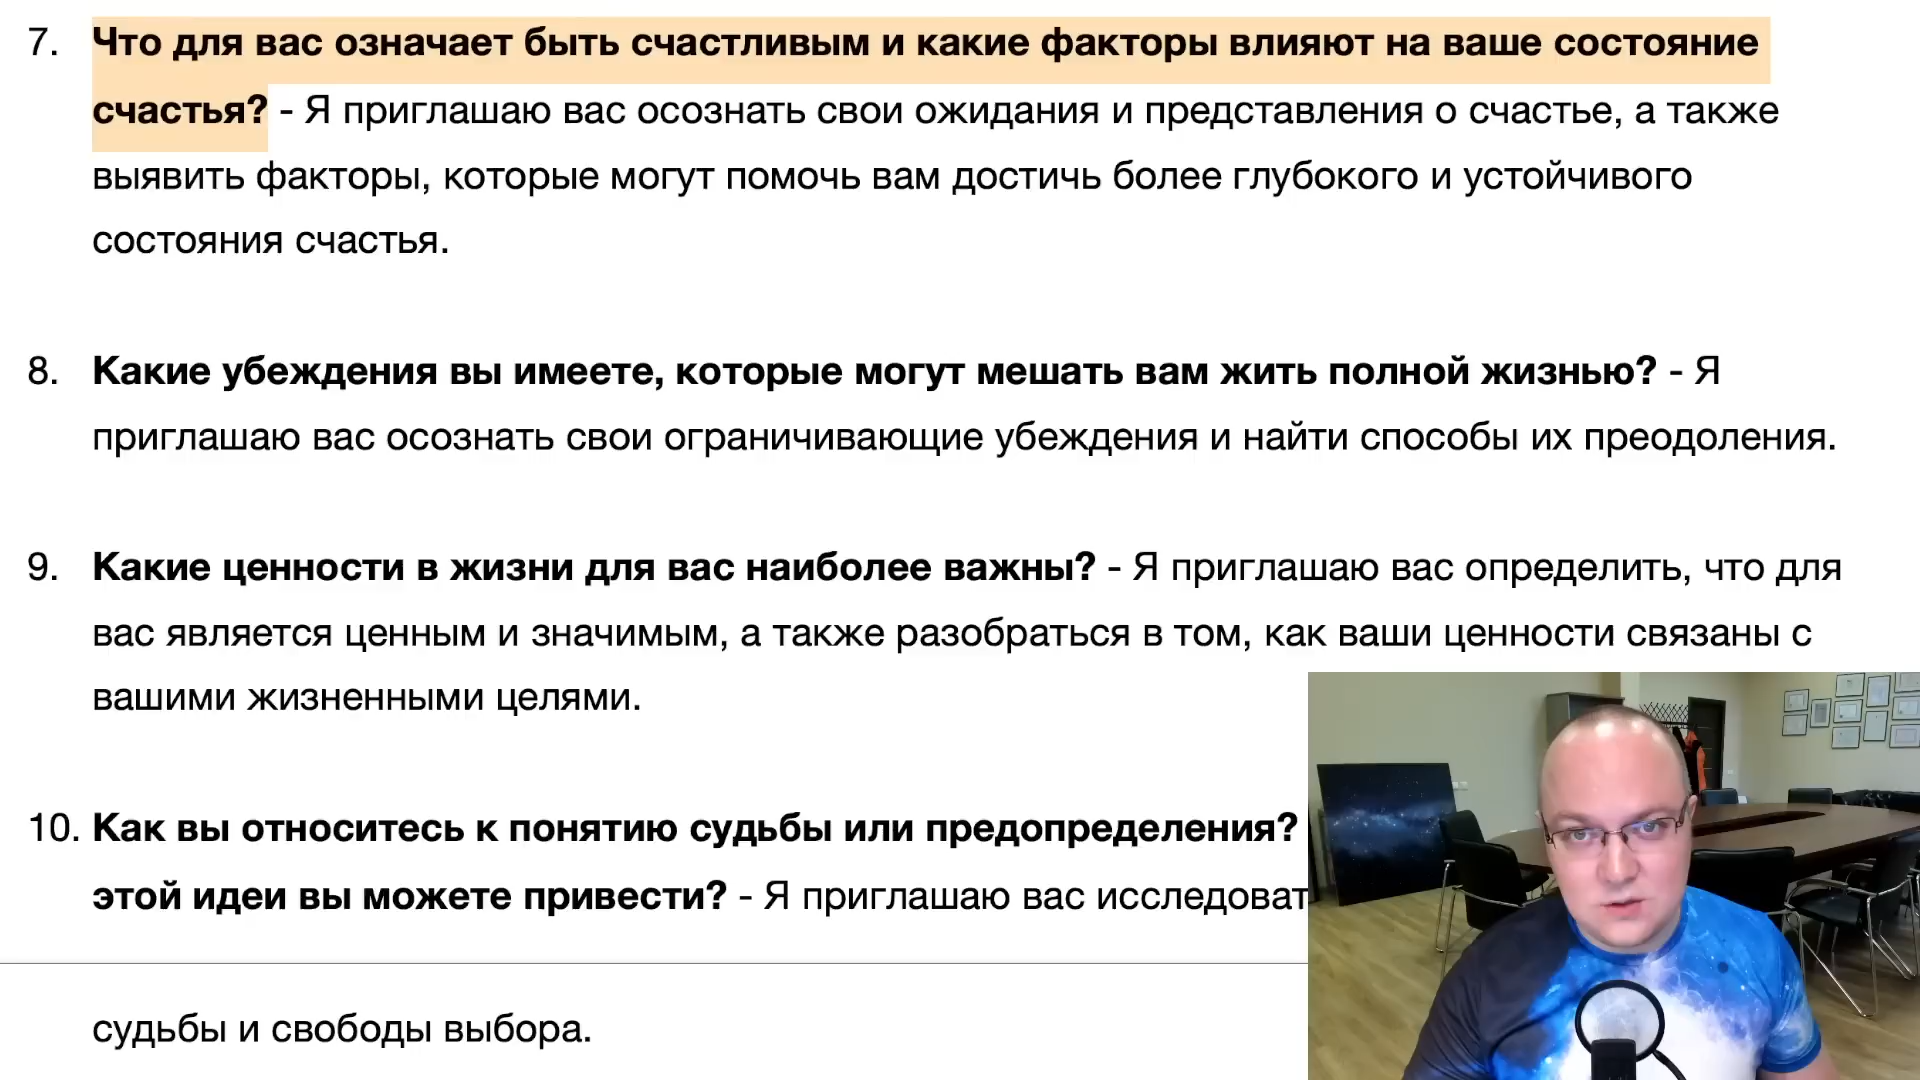 7. Что для вас означает быть счастливым и какие факторы влияют на ваше состояние
счастья? - Я приглашаю вас осознать свои ожидания и представления о счастье, а также
выявить факторы, которые могут помочь вам достичь более глубокого и устойчивого
состояния счастья.
8. Какие убеждения вы имеете, которые могут мешать вам жить полной жизнью? - Я
приглашаю вас осознать свои ограничивающие убеждения и найти способы их преодоления.
9. Какие ценности в жизни для вас наиболее важны? - Я приглашаю вас определить, что для
вас является ценным и значимым, а также разобраться в том, как ваши ценности связаны с
вашими жизненными целями.
10. Как вы относитесь к понятию судьбы или предопределения?
этой идеи вы можете привести? - Я приглашаю вас исследоват
судьбы и свободы выбора.